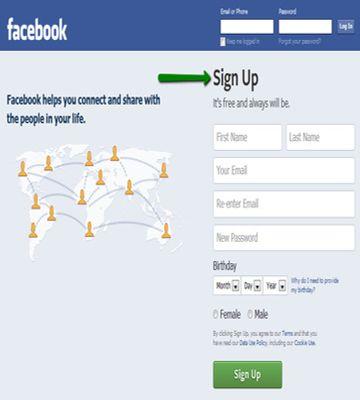 facebook
Email or Phone
Password
Log In
Keep me logged in
Forgot your password?
Sign Up
It's free and always will be.
Facebook helps you connect and share with
the people in your life.
First Name
Last Name
Your Email
Re-enter Email
New Password
Birthday
Month
Day
Year
Why do I need to provide
my birthday?
Female
Male
By clicking Sign Up, you agree to our Terms and that you
have read our Data Use Policy, including our Cookie Use.
Sign Up